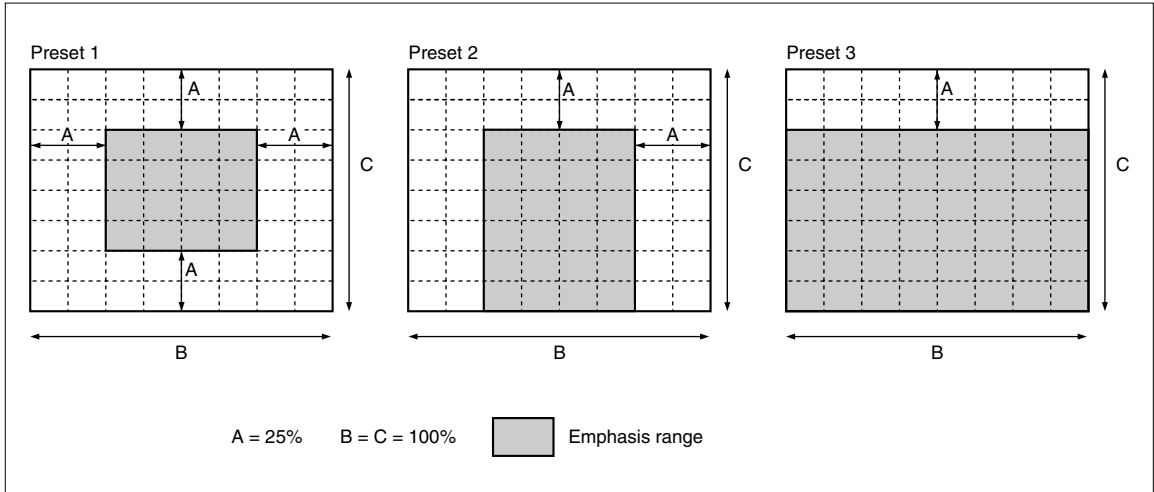 Preset 1
Preset 2
Preset 3
A
A
A
A
C
B
A
A
C
B
A
C
B
A = 25% B = C = 100% Emphasis range